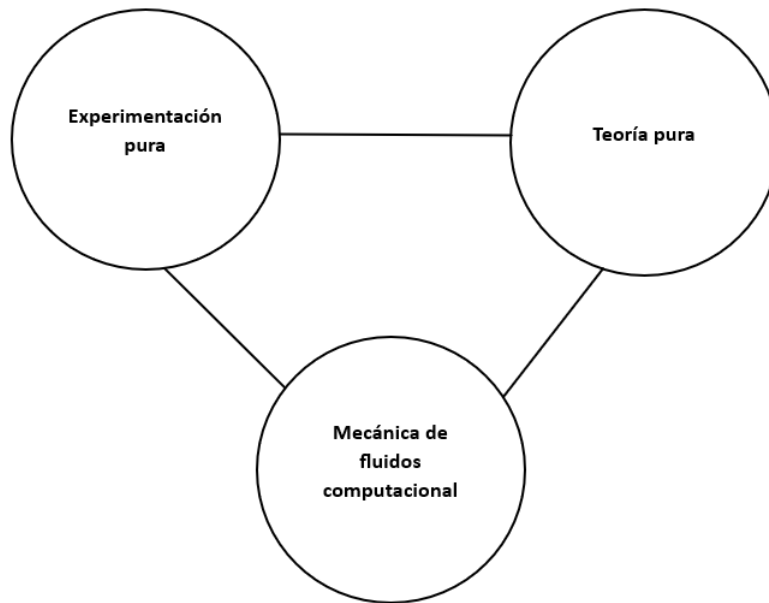 Experimentación
pura
Teoría pura
Mecánica de
fluidos
computacional